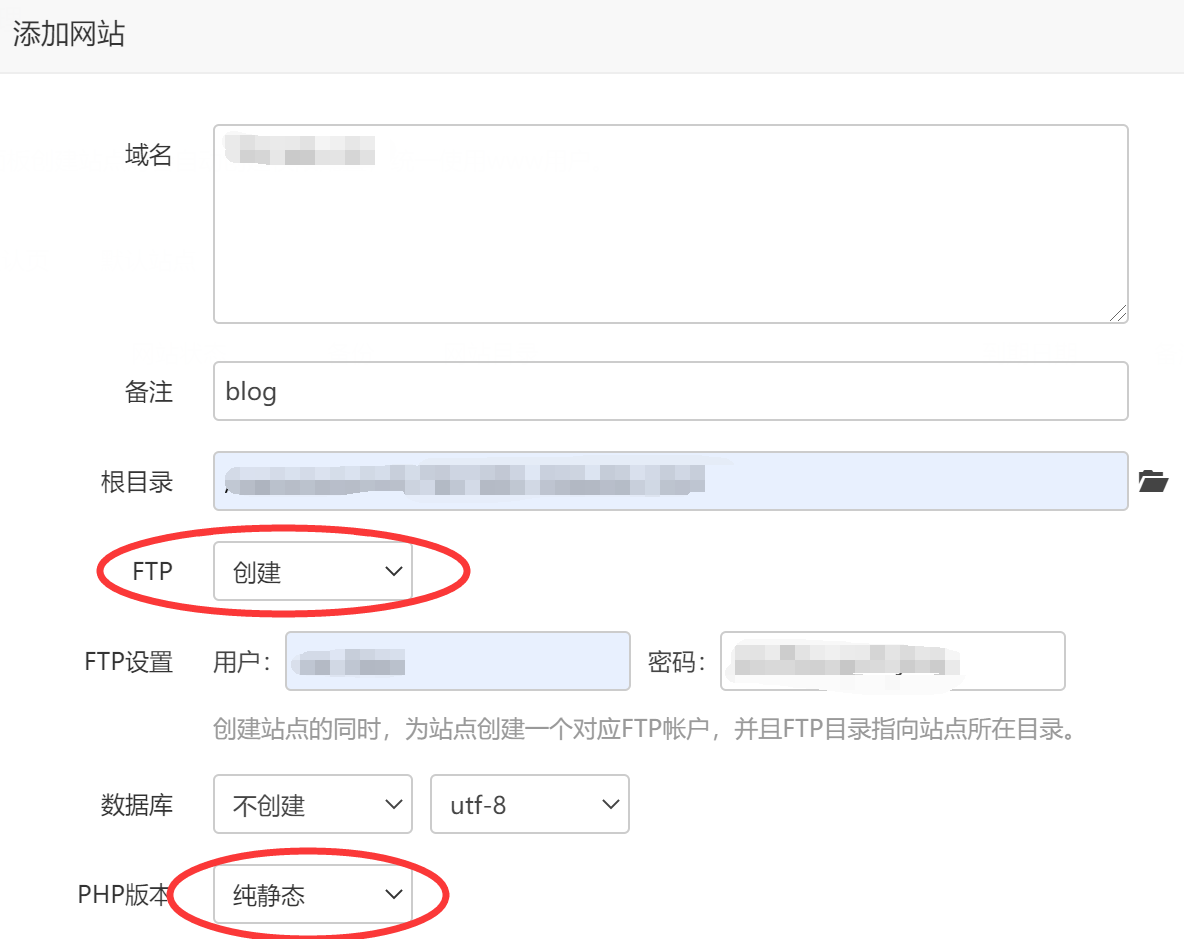 添加网站
域名
备注 blog
根目录
FTP 创建
FTP设置 用户： 密码：
创建站点的同时，为站点创建一个对应FTP帐户，并且FTP目录指向站点所在目录。
数据库 不创建 utf-8
PHP版本 纯静态